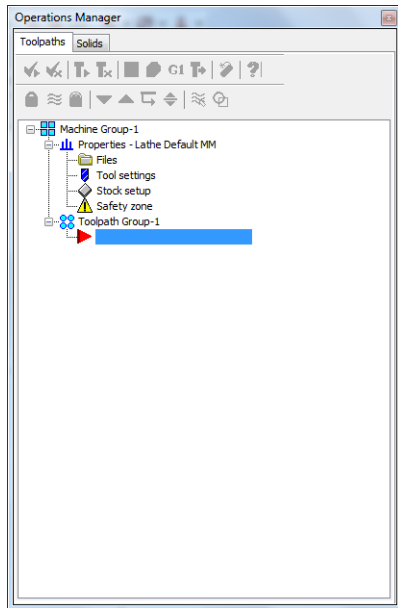 Operations Manager
Toolpaths Solids
G1
Machine Group-1
Properties - Lathe Default MM
Files
Tool settings
Stock setup
Safety zone
Toolpath Group-1